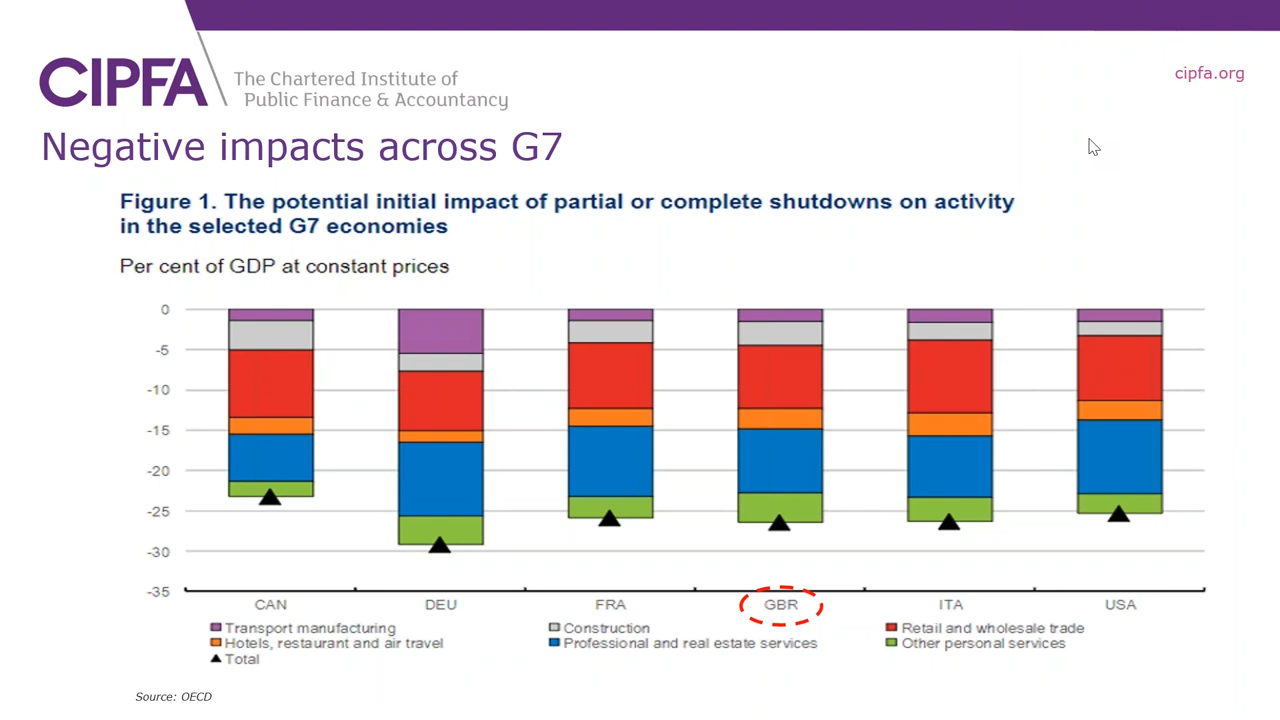 CIPFA
The Chartered Institute of
Public Finance & Accountancy
cipfa.org
Negative impacts across G7
Figure 1. The potential initial impact of partial or complete shutdowns on activity
in the selected G7 economies
Per cent of GDP at constant prices
0
-5
-10
-15
-20
-25
-30
-35
CAN DEU FRA GBR ITA USA
Transport manufacturing Construction Retail and wholesale trade
Hotels, restaurant and air travel Professional and real estate services Other personal services
Total
Source: OECD